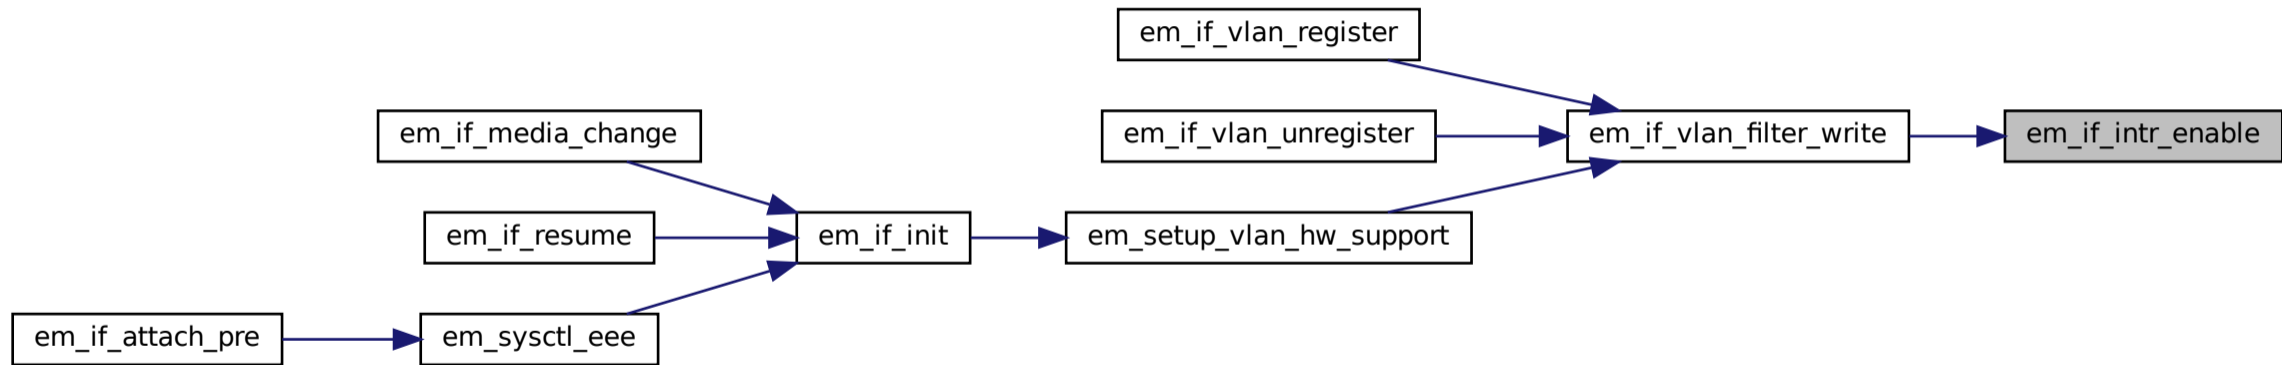 em_if_vlan_register
em_if_media_change
em_if_vlan_unregister
em_if_vlan_filter_write
em_if_intr_enable
em_if_resume
em_if_init
em_setup_vlan_hw_support
em_if_attach_pre
em_sysctl_eee